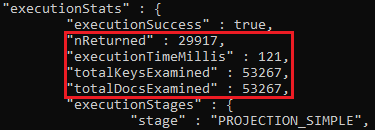 "executionStats" : {
"executionSuccess" : true,
"nReturned" : 29917,
"executionTimeMillis" : 121,
"totalKeysExamined" : 53267,
"totalDocsExamined" : 53267,
"executionStages" : {
"stage" : "PROJECTION_SIMPLE",